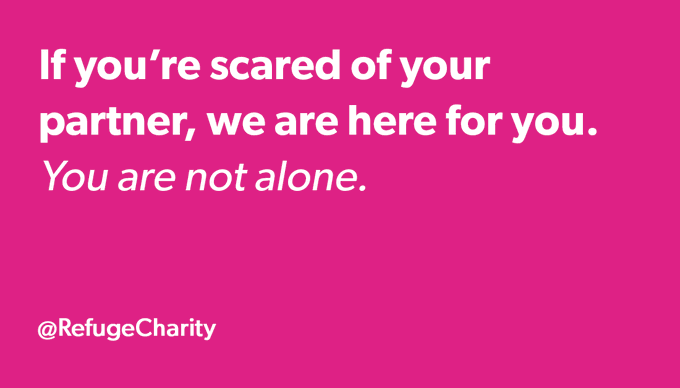 If you’re scared of your
partner, we are here for you.
You are not alone.
@RefugeCharity